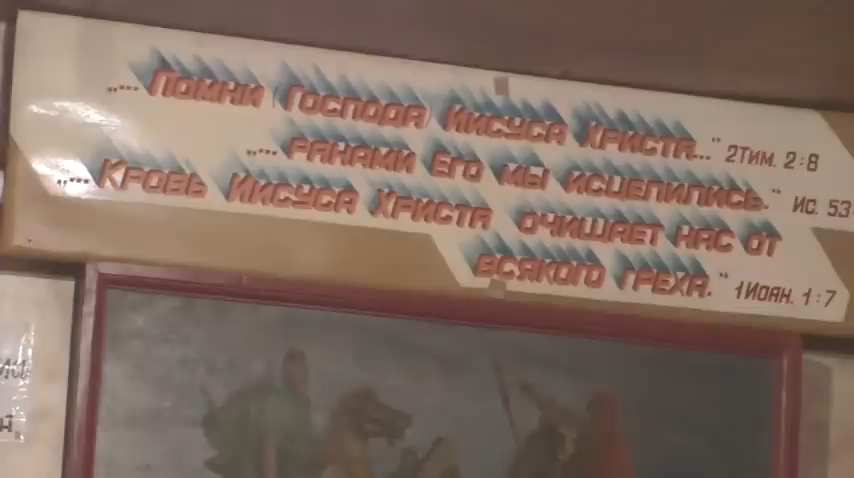 „... Помни Господа Иисуса Христа..." 2Тим. 2:8
„... ранами Его мы исцелились." Ис. 53
„... Кровь Иисуса Христа очищает нас от
всякого греха." 1Иоан. 1:7